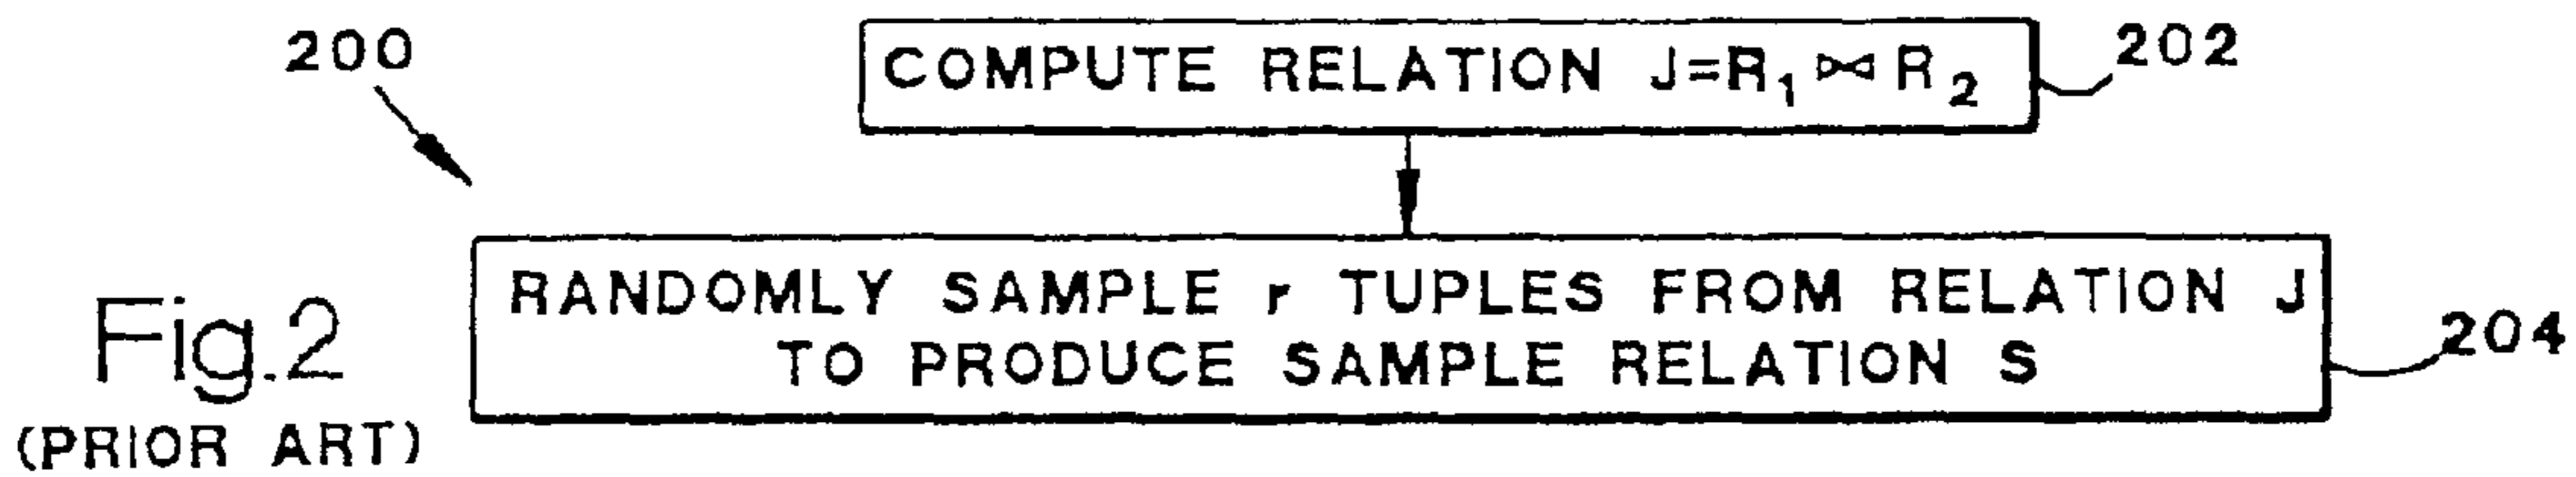 200
COMPUTE RELATION J=R₁ ⋈ R₂
202
RANDOMLY SAMPLE r TUPLES FROM RELATION J
TO PRODUCE SAMPLE RELATION S
204
Fig.2
(PRIOR ART)